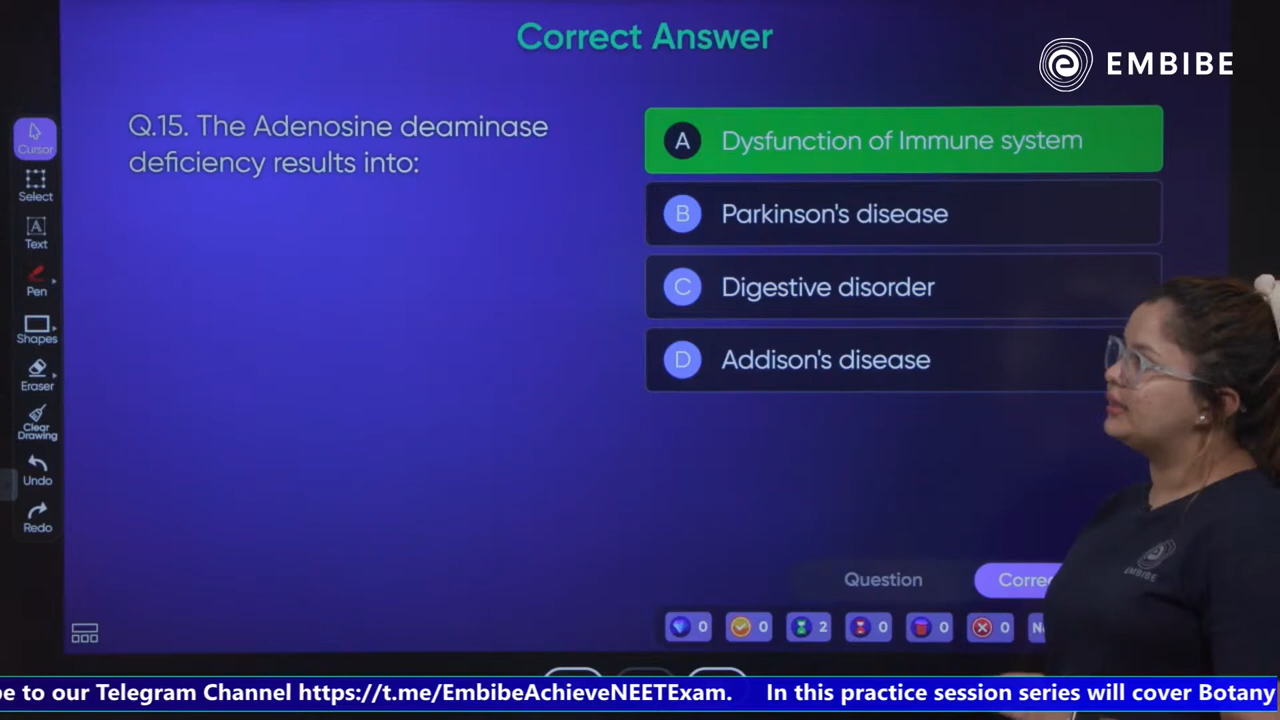 Correct Answer
EMBIBE
Q.15. The Adenosine deaminase
deficiency results into:
A Dysfunction of Immune system
B Parkinson's disease
C Digestive disorder
D Addison's disease
Cursor
Select
Text
Pen
Shapes
Eraser
Clear
Drawing
Undo
Redo
Question
0 0 2 0 0 0
EMBIBE
to our Telegram Channel https://t.me/EmbibeAchieveNEETExam. In this practice session series will cover Botany